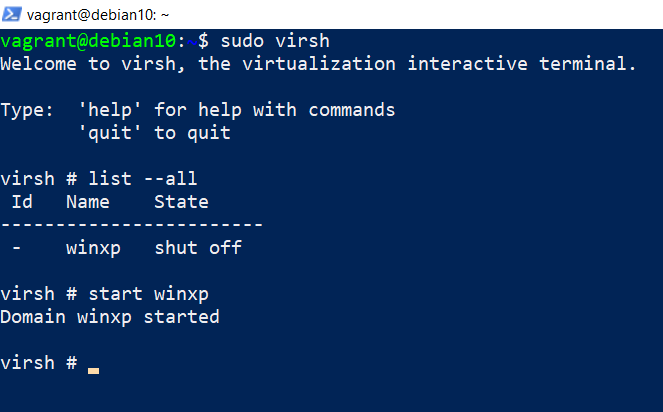 vagrant@debian10: ~
vagrant@debian10:~$ sudo virsh
Welcome to virsh, the virtualization interactive terminal.

Type:  'help' for help with commands
       'quit' to quit

virsh # list --all
 Id   Name    State
------------------------
 -    winxp   shut off

virsh # start winxp
Domain winxp started

virsh #